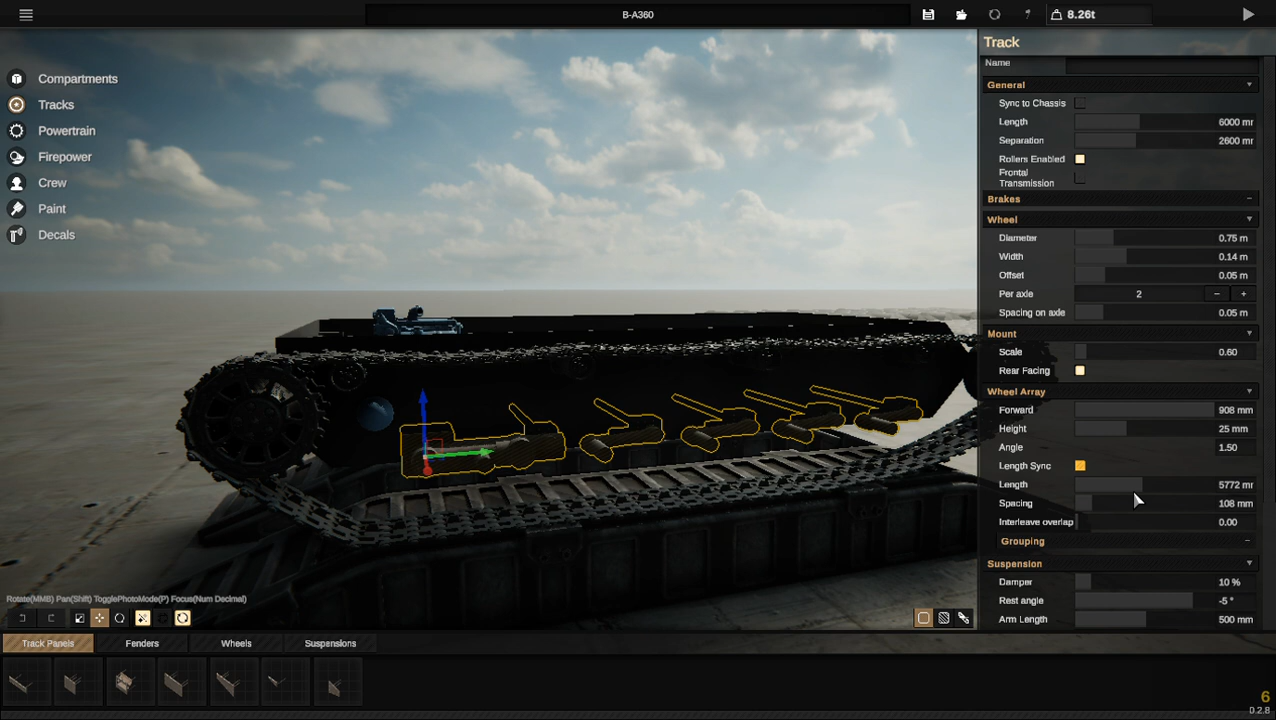 B-A360
8.26t
Compartments
Tracks
Powertrain
Firepower
Crew
Paint
Decals
Track
Name
General
Sync to Chassis
Length 6000 mr
Separation 2600 mr
Rollers Enabled
Frontal
Transmission
Brakes
Wheel
Diameter 0.75 m
Width 0.14 m
Offset 0.05 m
Per axle 2 − +
Spacing on axle 0.05 m
Mount
Scale 0.60
Rear Facing
Wheel Array
Forward 908 mm
Height 25 mm
Angle 1.50
Length Sync
Length 5772 mr
Spacing 108 mm
Interleave overlap 0.00
Grouping
Suspension
Damper 10 %
Rest angle -5 °
Arm Length 500 mm
Rotate(MMB) Pan(Shift) TogglePhotoMode(P) Focus(Num Decimal)
Track Panels Fenders Wheels Suspensions
6
0.2.8